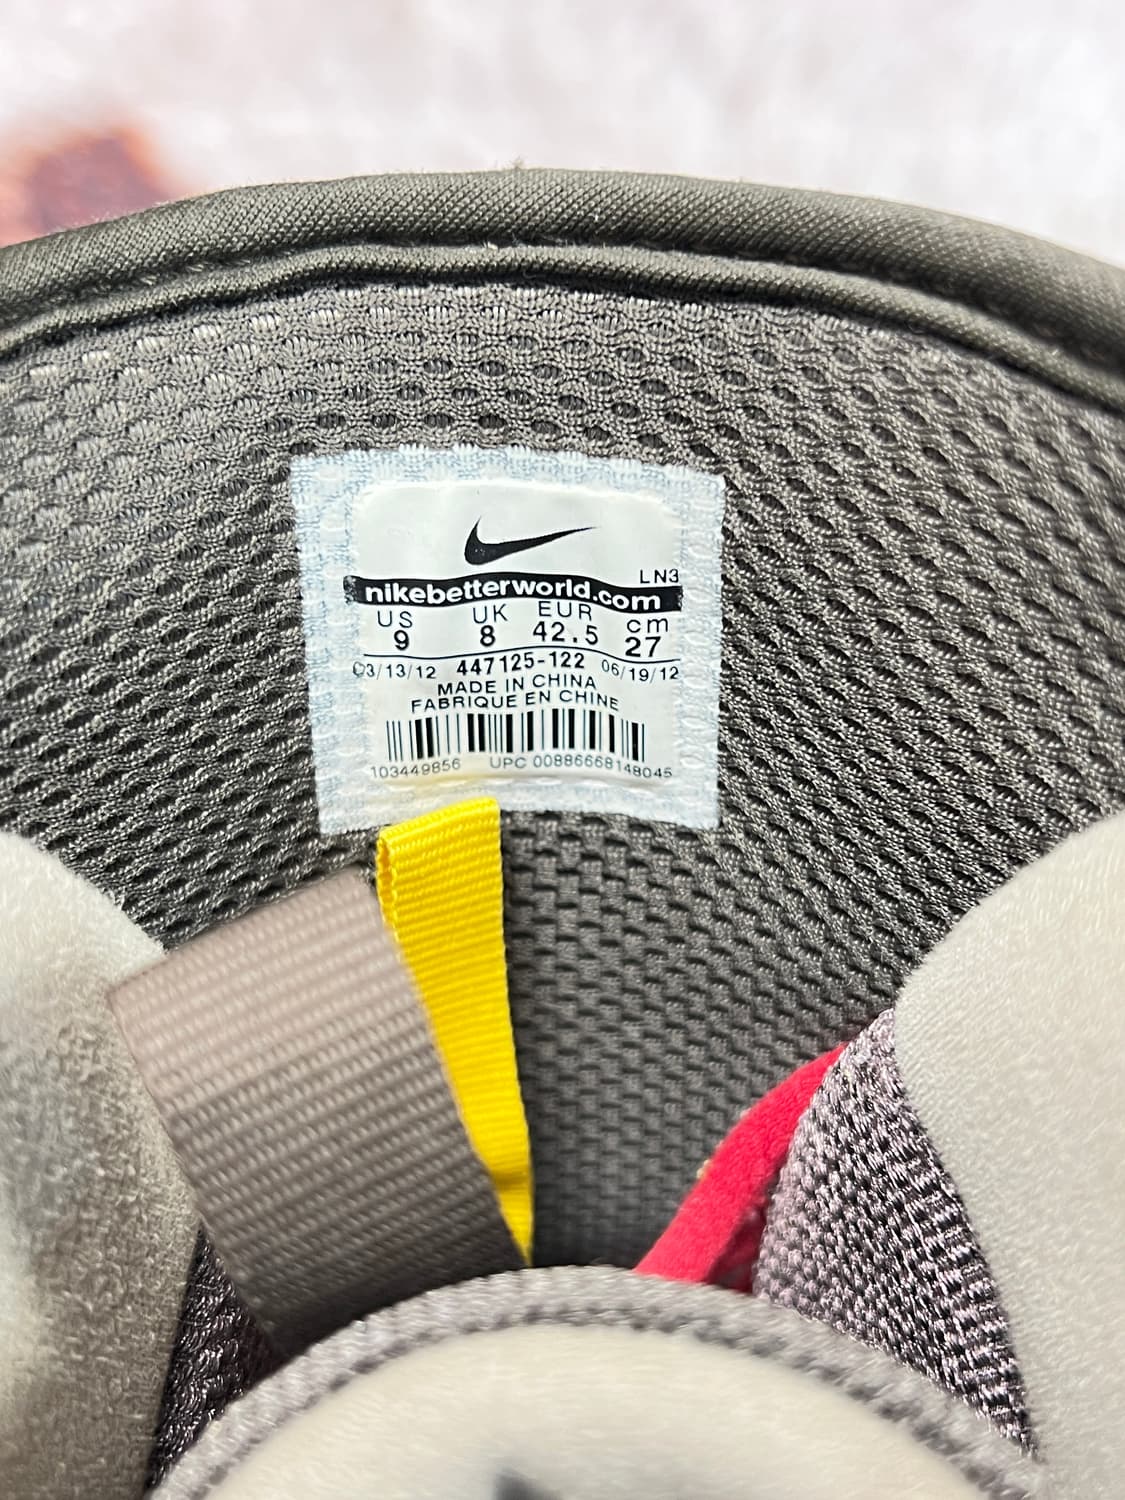 LN3
nikebetterworld.com
US UK EUR cm
9 8 42.5 27
03/13/12 447125-122 06/19/12
MADE IN CHINA
FABRIQUE EN CHINE
103449856 UPC 00886668148045